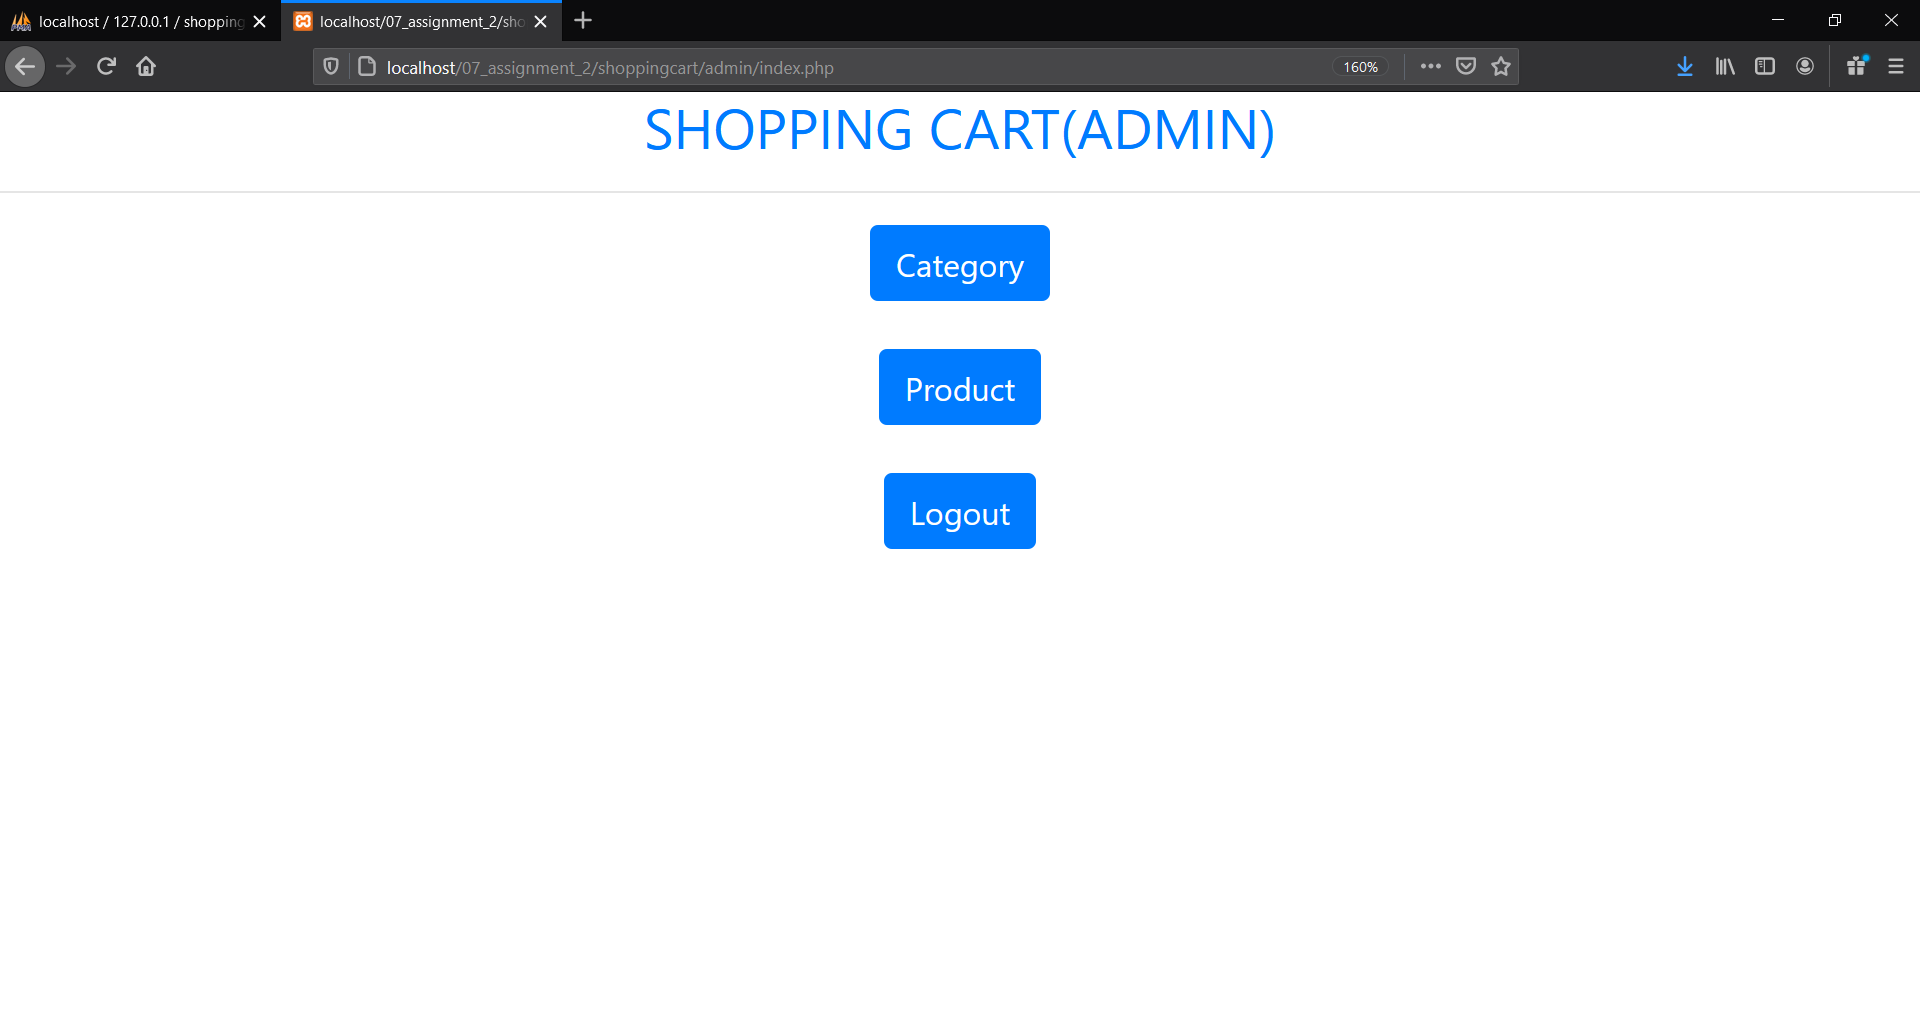 localhost / 127.0.0.1 / shopping
localhost/07_assignment_2/sho
localhost/07_assignment_2/shoppingcart/admin/index.php
160%
SHOPPING CART(ADMIN)
Category
Product
Logout